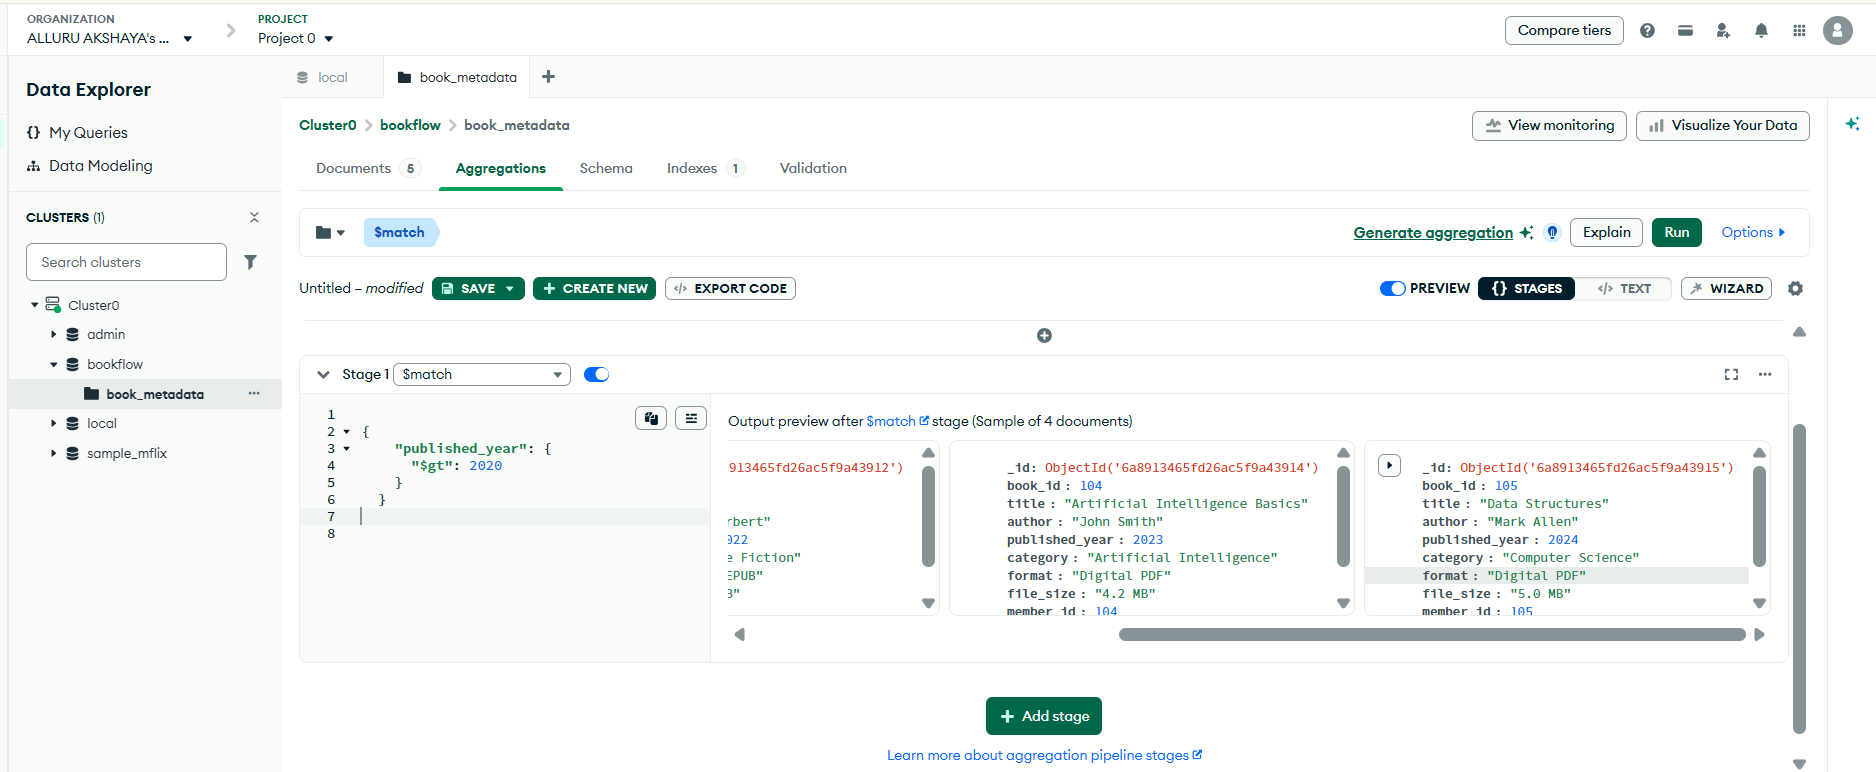 ORGANIZATION
ALLURU AKSHAYA's ...
PROJECT
Project 0
Compare tiers
Data Explorer
My Queries
Data Modeling
CLUSTERS (1)
Search clusters
Cluster0
admin
bookflow
book_metadata
local
sample_mflix
local
book_metadata
Cluster0 > bookflow > book_metadata
View monitoring
Visualize Your Data
Documents 5
Aggregations
Schema
Indexes 1
Validation
$match
Generate aggregation
Explain
Run
Options
Untitled – modified
SAVE
CREATE NEW
</> EXPORT CODE
PREVIEW
{} STAGES
</> TEXT
WIZARD
Stage 1 $match
1
2 {
3 "published_year": {
4 "$gt": 2020
5 }
6 }
7
8
Output preview after $match stage (Sample of 4 documents)
913465fd26ac5f9a43912')
rbert"
022
e Fiction"
EPUB"
B"
_id: ObjectId('6a8913465fd26ac5f9a43914')
book_id : 104
title : "Artificial Intelligence Basics"
author : "John Smith"
published_year : 2023
category : "Artificial Intelligence"
format : "Digital PDF"
file_size : "4.2 MB"
member_id : 104
_id: ObjectId('6a8913465fd26ac5f9a43915')
book_id : 105
title : "Data Structures"
author : "Mark Allen"
published_year : 2024
category : "Computer Science"
format : "Digital PDF"
file_size : "5.0 MB"
member_id : 105
Add stage
Learn more about aggregation pipeline stages